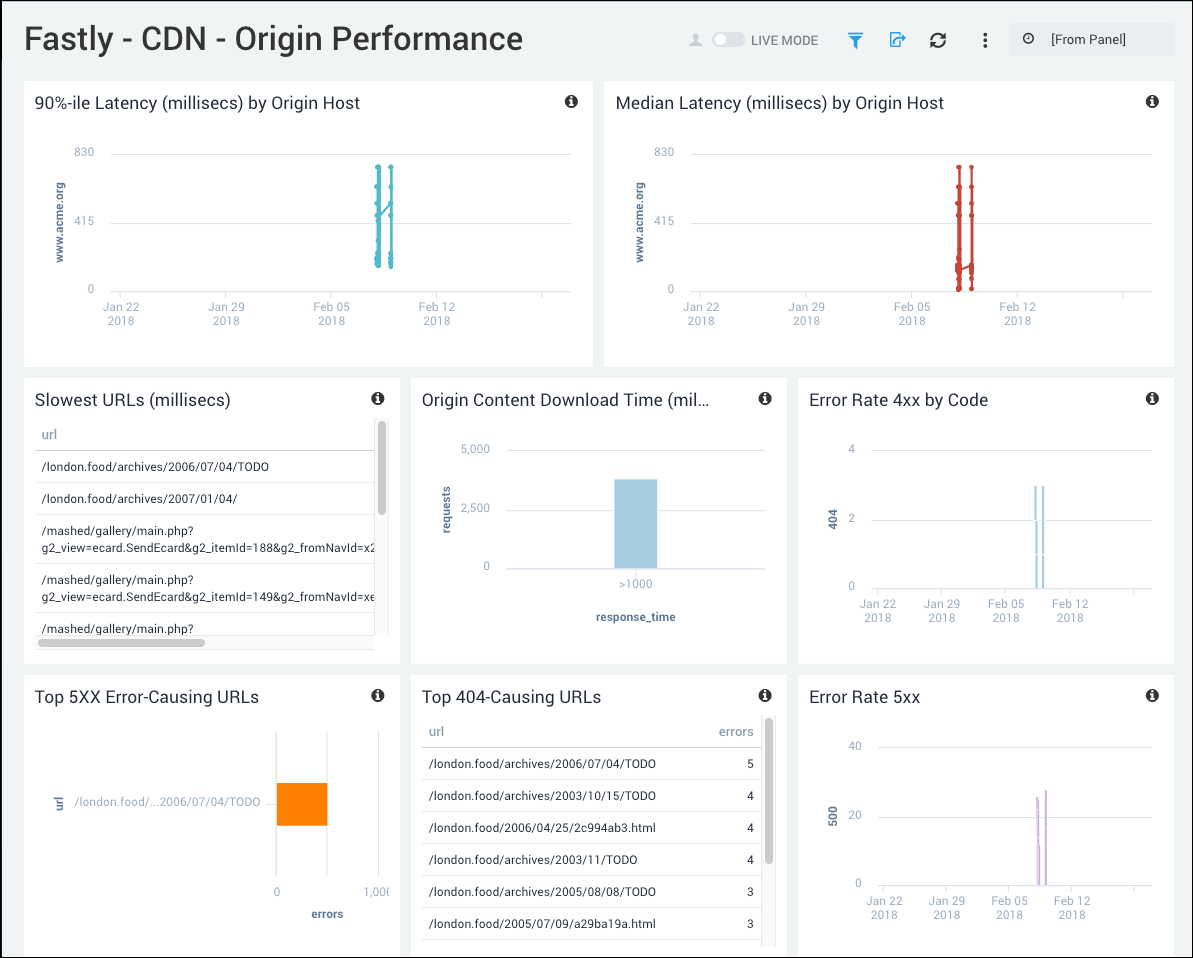 Fastly - CDN - Origin Performance
LIVE MODE
[From Panel]
90%-ile Latency (millisecs) by Origin Host
830
415
0
www.acme.org
Jan 22
2018
Jan 29
2018
Feb 05
2018
Feb 12
2018
Median Latency (millisecs) by Origin Host
830
415
0
www.acme.org
Jan 22
2018
Jan 29
2018
Feb 05
2018
Feb 12
2018
Slowest URLs (millisecs)
url
/london.food/archives/2006/07/04/TODO
/london.food/archives/2007/01/04/
/mashed/gallery/main.php?
g2_view=ecard.SendEcard&g2_itemId=188&g2_fromNavId=x2
/mashed/gallery/main.php?
g2_view=ecard.SendEcard&g2_itemId=149&g2_fromNavId=xe
/mashed/gallery/main.php?
Origin Content Download Time (mil...
5,000
2,500
0
requests
>1000
response_time
Error Rate 4xx by Code
4
2
0
404
Jan 22
2018
Jan 29
2018
Feb 05
2018
Feb 12
2018
Top 5XX Error-Causing URLs
url
/london.food/...2006/07/04/TODO
0
1,000
errors
Top 404-Causing URLs
url errors
/london.food/archives/2006/07/04/TODO 5
/london.food/archives/2003/10/15/TODO 4
/london.food/2006/04/25/2c994ab3.html 4
/london.food/archives/2003/11/TODO 4
/london.food/archives/2005/08/08/TODO 3
/london.food/2005/07/09/a29ba19a.html 3
Error Rate 5xx
40
20
0
500
Jan 22
2018
Jan 29
2018
Feb 05
2018
Feb 12
2018